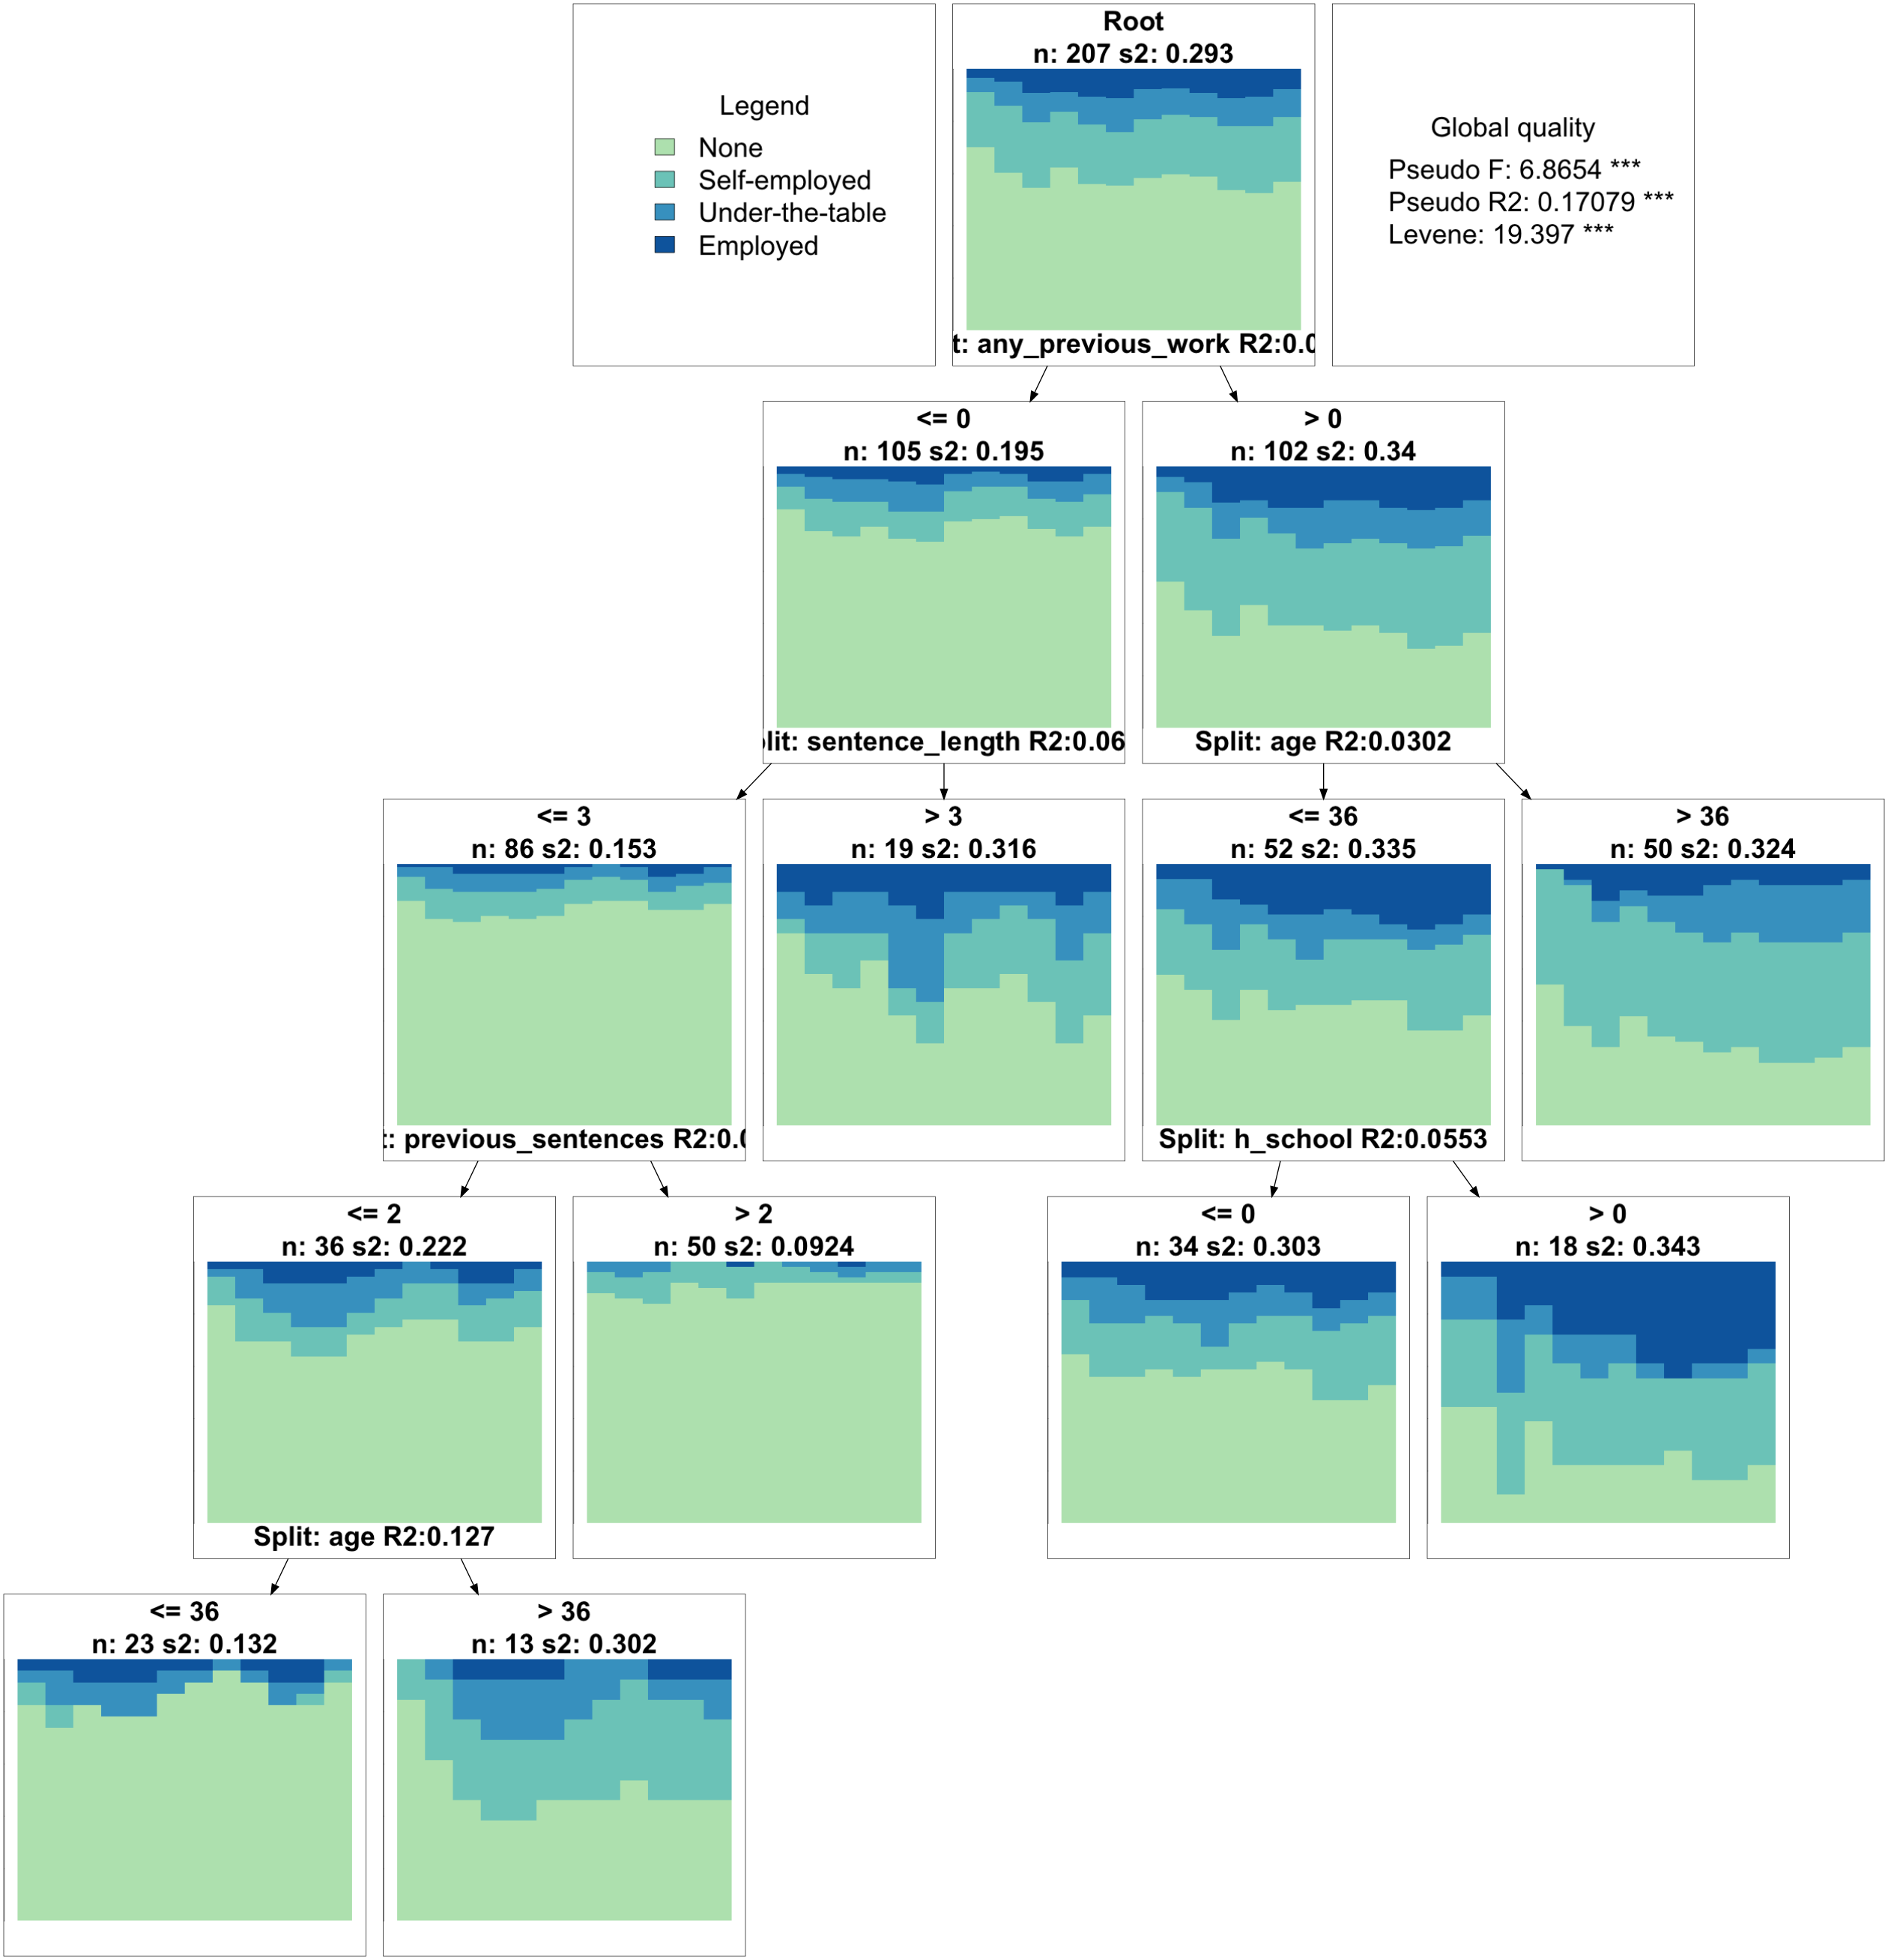 Legend
None
Self-employed
Under-the-table
Employed
Root
n: 207 s2: 0.293
t: any_previous_work R2:0.0
Global quality
Pseudo F: 6.8654 ***
Pseudo R2: 0.17079 ***
Levene: 19.397 ***
<= 0
n: 105 s2: 0.195
lit: sentence_length R2:0.06
> 0
n: 102 s2: 0.34
Split: age R2:0.0302
<= 3
n: 86 s2: 0.153
t: previous_sentences R2:0.0
> 3
n: 19 s2: 0.316
<= 36
n: 52 s2: 0.335
Split: h_school R2:0.0553
> 36
n: 50 s2: 0.324
<= 2
n: 36 s2: 0.222
Split: age R2:0.127
> 2
n: 50 s2: 0.0924
<= 0
n: 34 s2: 0.303
> 0
n: 18 s2: 0.343
<= 36
n: 23 s2: 0.132
> 36
n: 13 s2: 0.302